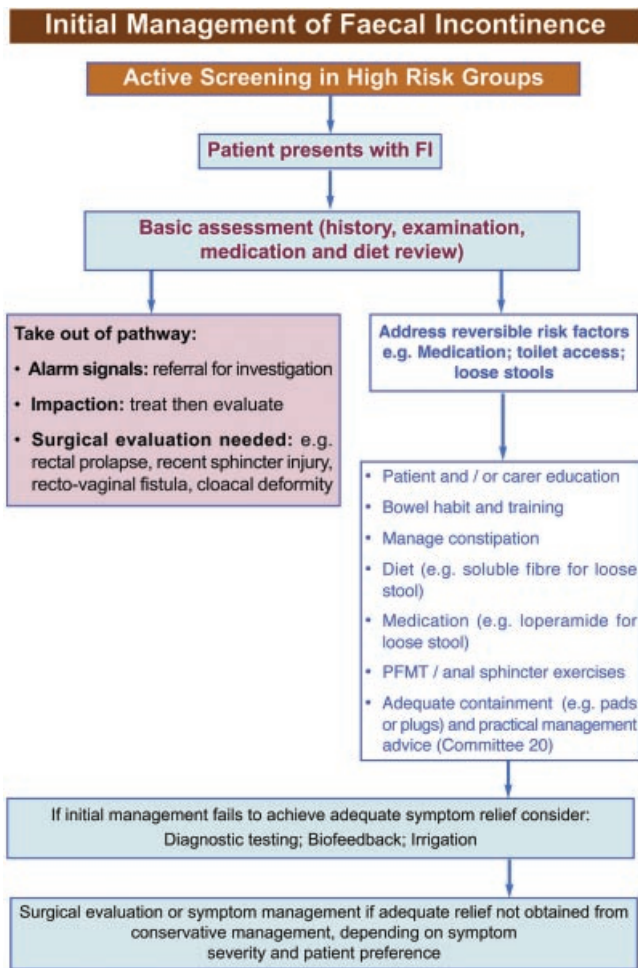 Initial Management of Faecal Incontinence
Active Screening in High Risk Groups
Patient presents with FI
Basic assessment (history, examination,
medication and diet review)
Take out of pathway:
• Alarm signals: referral for investigation
• Impaction: treat then evaluate
• Surgical evaluation needed: e.g.
rectal prolapse, recent sphincter injury,
recto-vaginal fistula, cloacal deformity
Address reversible risk factors
e.g. Medication; toilet access;
loose stools
• Patient and / or carer education
• Bowel habit and training
• Manage constipation
• Diet (e.g. soluble fibre for loose
stool)
• Medication (e.g. loperamide for
loose stool)
• PFMT / anal sphincter exercises
• Adequate containment (e.g. pads
or plugs) and practical management
advice (Committee 20)
If initial management fails to achieve adequate symptom relief consider:
Diagnostic testing; Biofeedback; Irrigation
Surgical evaluation or symptom management if adequate relief not obtained from
conservative management, depending on symptom
severity and patient preference